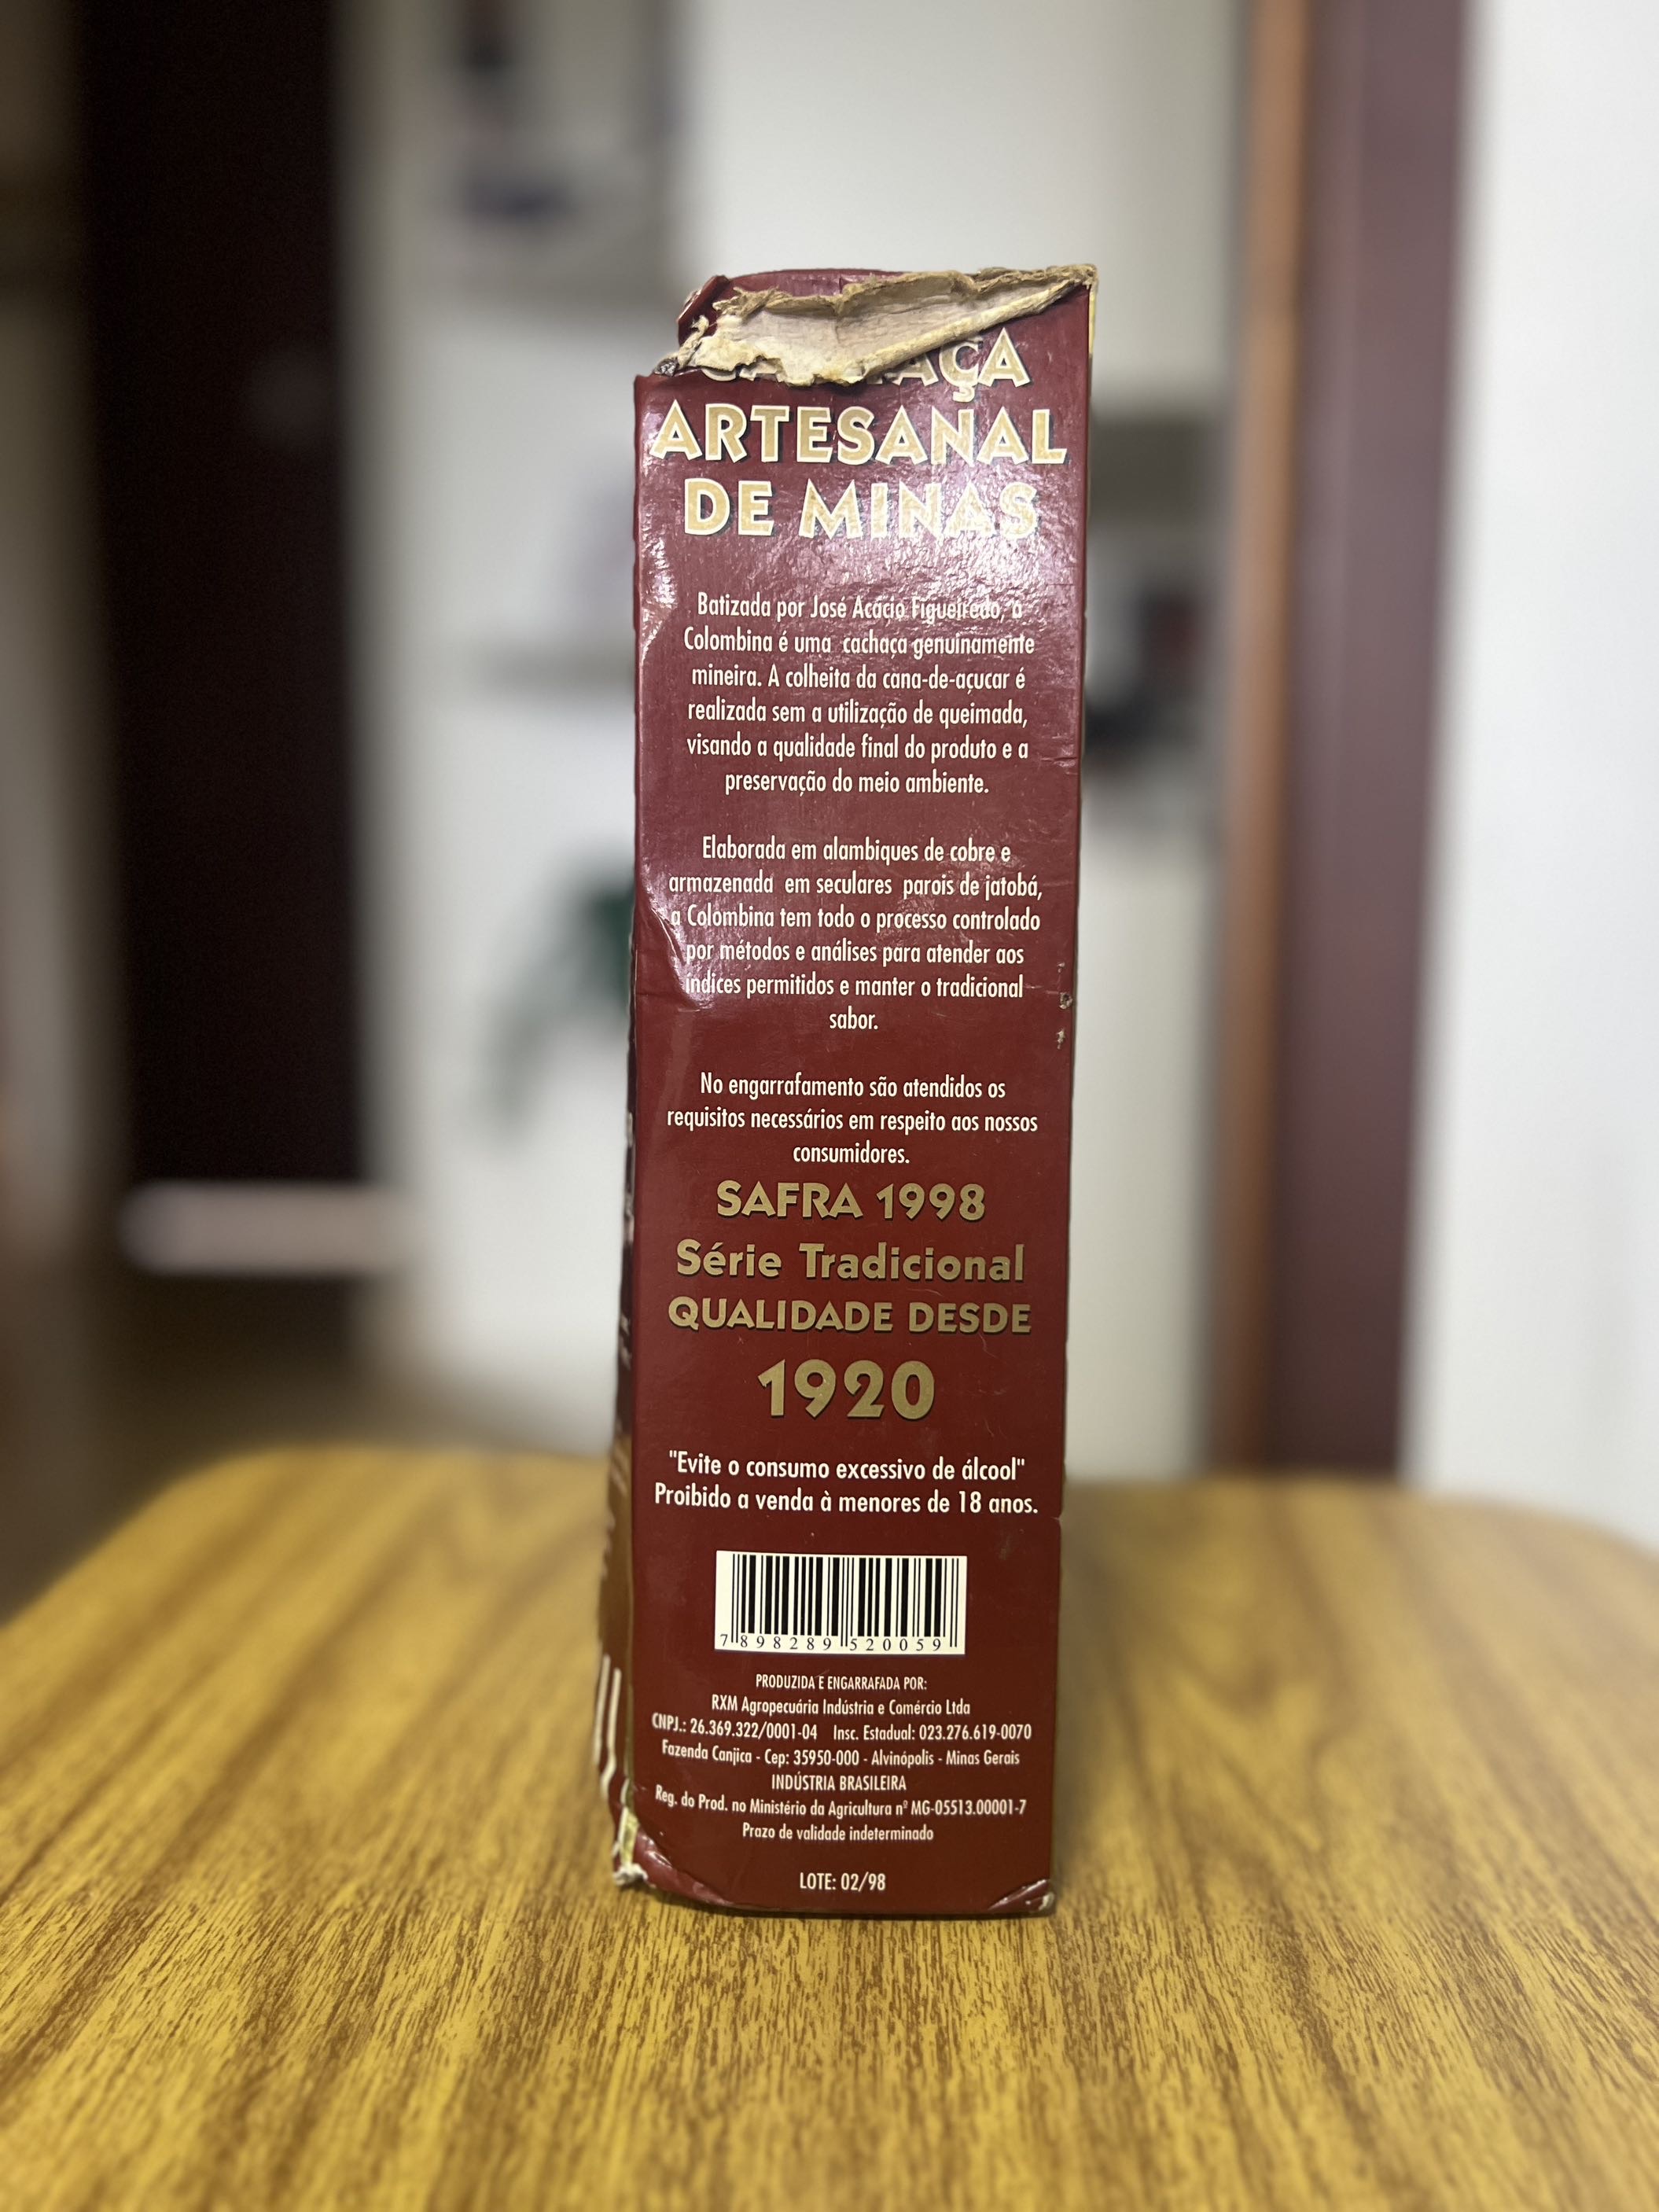 ARTESANAL
DE MINAS
Batizada por José Acácio Figueiredo, a
Colombina é uma cachaça genuinamente
mineira. A colheita da cana-de-açucar é
realizada sem a utilização de queimada,
visando a qualidade final do produto e a
preservação do meio ambiente.
Elaborada em alambiques de cobre e
armazenada em seculares parois de jatobá,
a Colombina tem todo o processo controlado
por métodos e análises para atender aos
índices permitidos e manter o tradicional
sabor.
No engarrafamento são atendidos os
requisitos necessários em respeito aos nossos
consumidores.
SAFRA 1998
Série Tradicional
QUALIDADE DESDE
1920
"Evite o consumo excessivo de álcool"
Proibido a venda à menores de 18 anos.
7 898289 520059
PRODUZIDA E ENGARRAFADA POR:
RXM Agropecuária Indústria e Comércio Ltda
CNPJ.: 26.369.322/0001-04 Insc. Estadual: 023.276.619-0070
Fazenda Canjica - Cep: 35950-000 - Alvinópolis - Minas Gerais
INDÚSTRIA BRASILEIRA
Reg. do Prod. no Ministério da Agricultura nº MG-05513.00001-7
Prazo de validade indeterminado
LOTE: 02/98